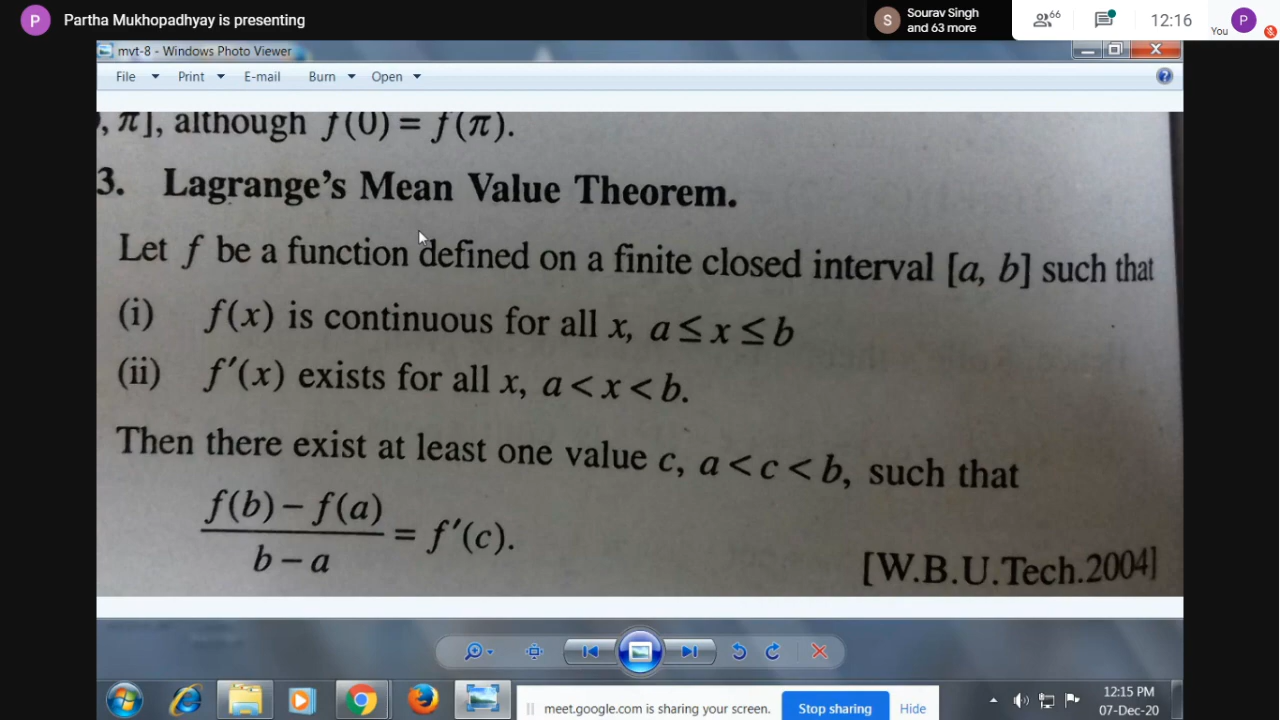 P Partha Mukhopadhyay is presenting
S Sourav Singh
and 63 more
66
12:16
You P
mvt-8 - Windows Photo Viewer
File Print E-mail Burn Open
, π], although f(0) = f(π).
3. Lagrange's Mean Value Theorem.
Let f be a function defined on a finite closed interval [a, b] such that
(i) f(x) is continuous for all x, a ≤ x ≤ b
(ii) f′(x) exists for all x, a < x < b.
Then there exist at least one value c, a < c < b, such that
f(b) – f(a)
= f′(c).
b – a
[W.B.U.Tech.2004]
meet.google.com is sharing your screen. Stop sharing Hide
12:15 PM
07-Dec-20